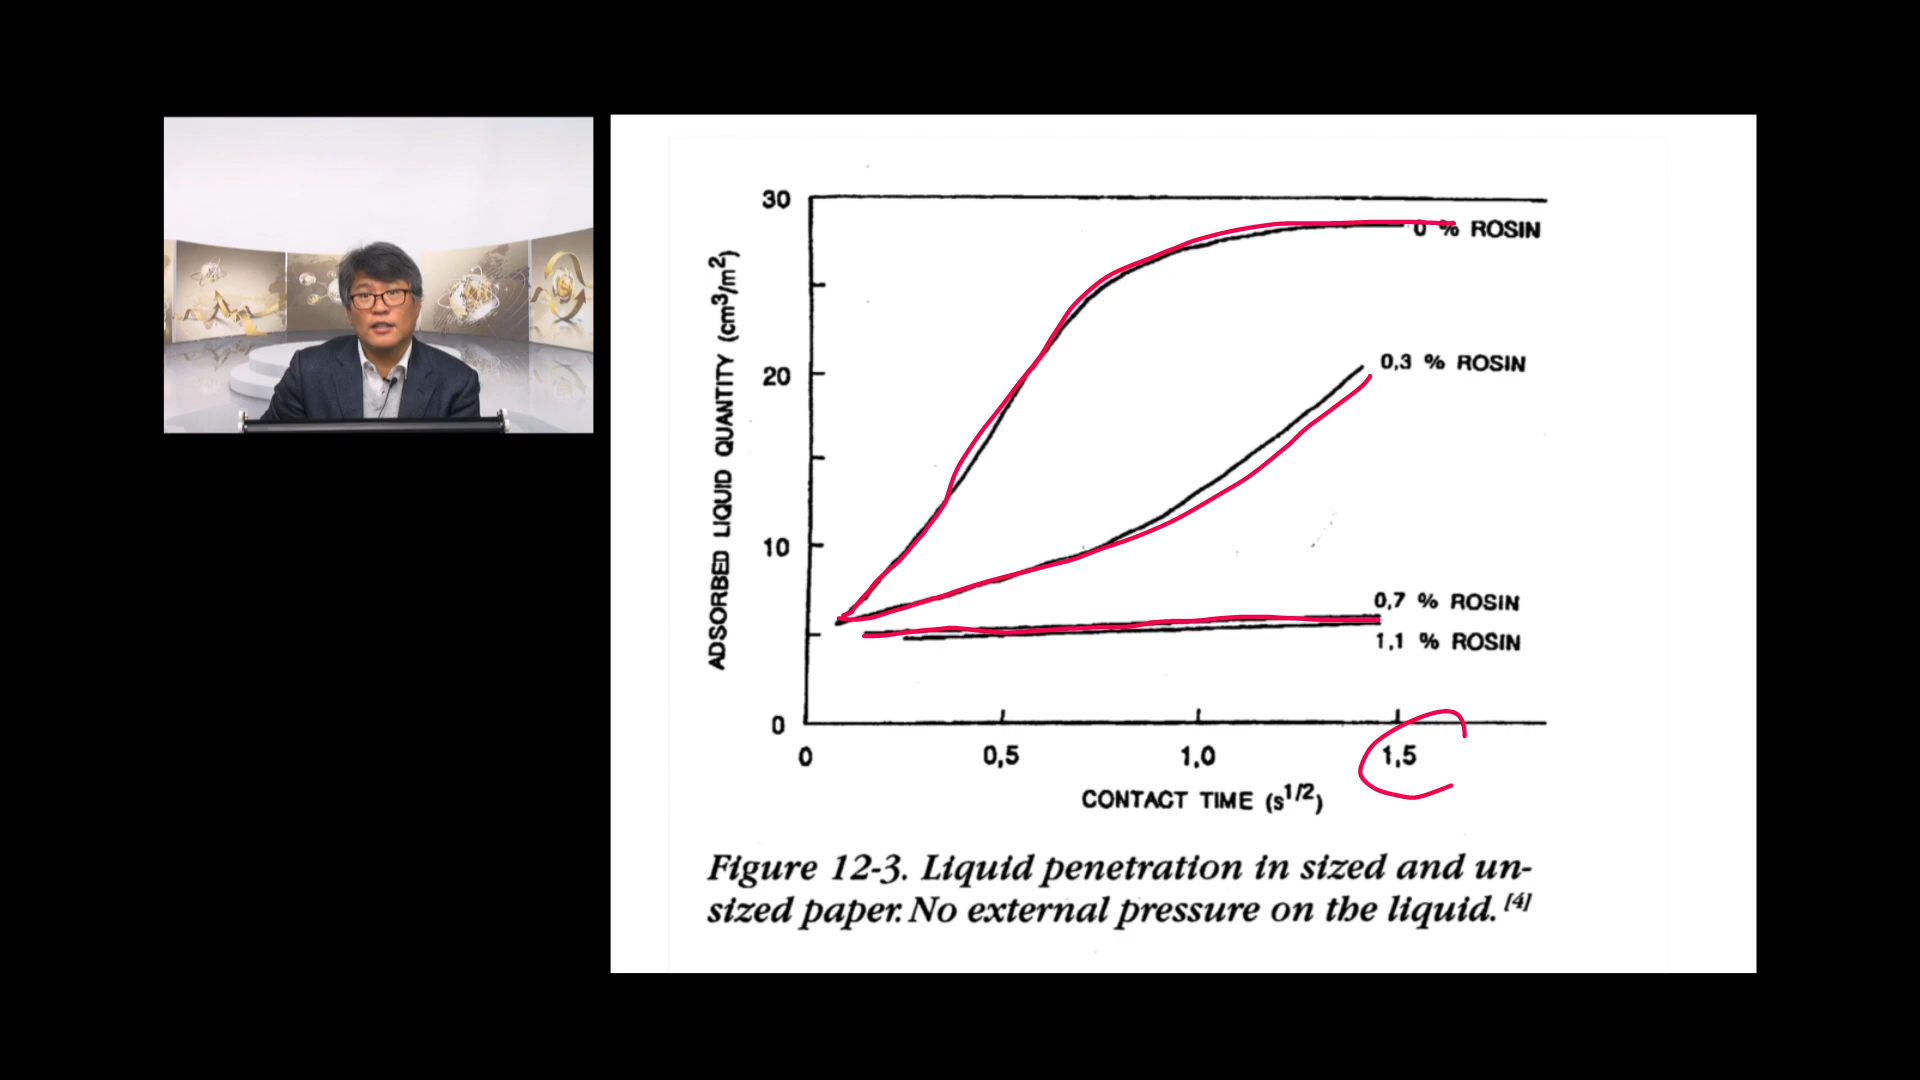 30
20
10
0
ADSORBED LIQUID QUANTITY (cm³/m²)
0 % ROSIN
0,3 % ROSIN
0,7 % ROSIN
1,1 % ROSIN
0 0,5 1,0 1,5
CONTACT TIME (s¹/²)
Figure 12-3. Liquid penetration in sized and un-
sized paper. No external pressure on the liquid. [4]